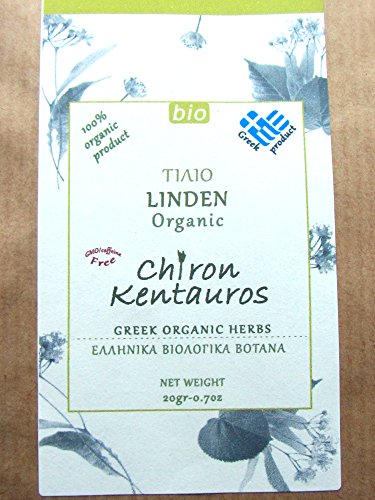 bio
100%
organic
product
Greek
product
ΤΙΛΙΟ
LINDEN
Organic
GMO/caffeine
Free
Chiron
Kentauros
GREEK ORGANIC HERBS
ΕΛΛΗΝΙΚΑ ΒΙΟΛΟΓΙΚΑ ΒΟΤΑΝΑ
NET WEIGHT
20gr-0.7oz